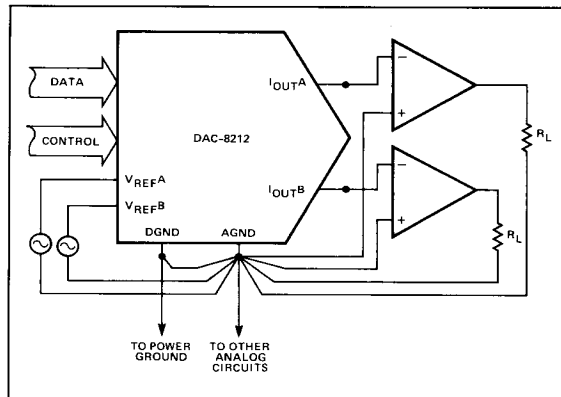 DATA
CONTROL
DAC-8212
IOUTA
IOUTB
VREFA
VREFB
DGND
AGND
−
+
−
+
RL
RL
TO POWER
GROUND
TO OTHER
ANALOG
CIRCUITS